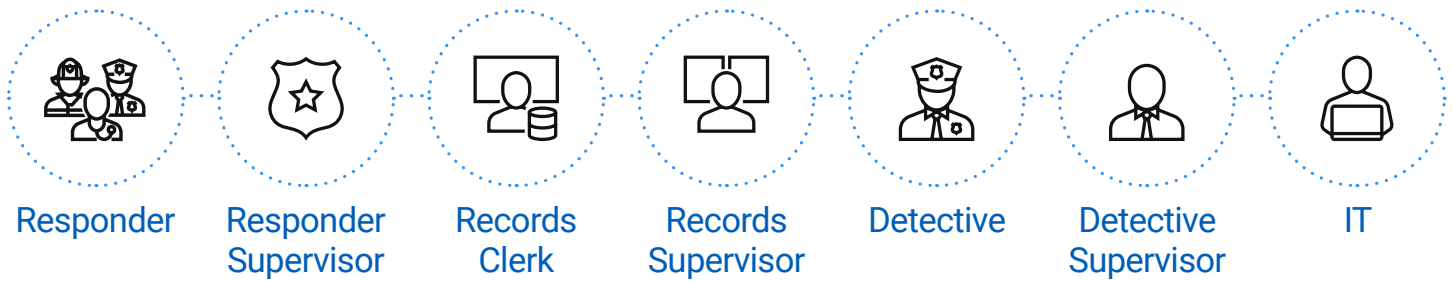 Responder
Responder
Supervisor
Records
Clerk
Records
Supervisor
Detective
Detective
Supervisor
IT